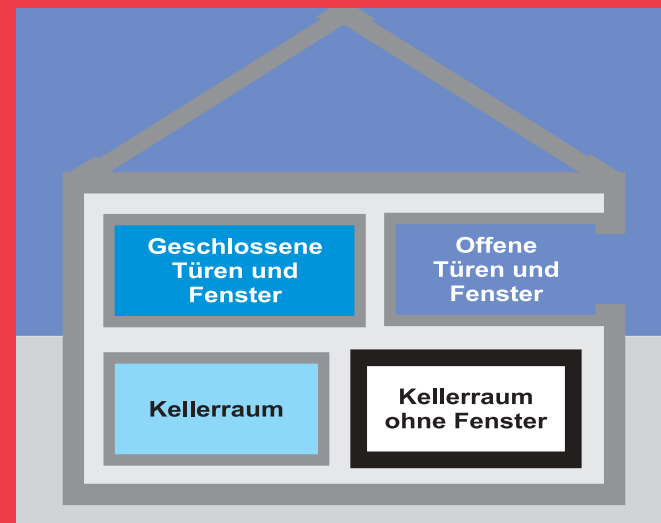 Geschlossene
Türen und
Fenster
Offene
Türen und
Fenster
Kellerraum
Kellerraum
ohne Fenster